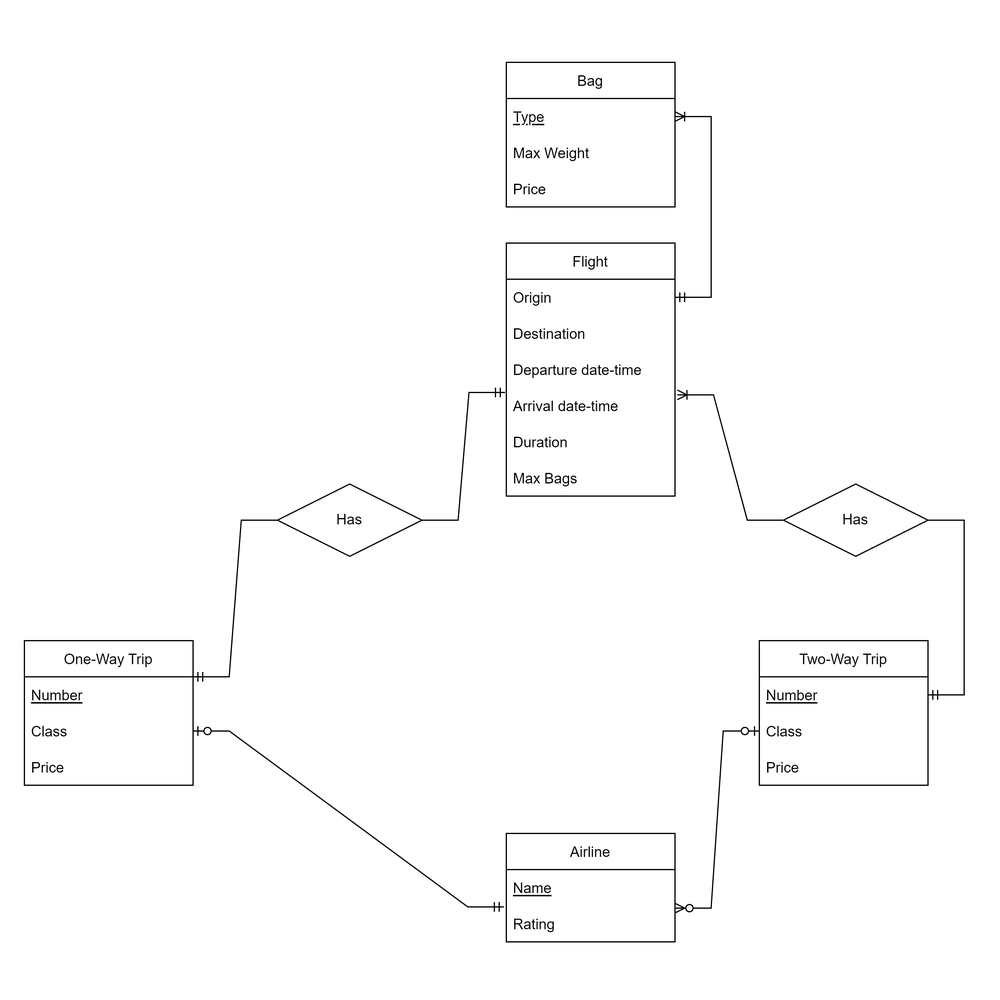 Bag
Type
Max Weight
Price
Flight
Origin
Destination
Departure date-time
Arrival date-time
Duration
Max Bags
Has
Has
One-Way Trip
Number
Class
Price
Two-Way Trip
Number
Class
Price
Airline
Name
Rating